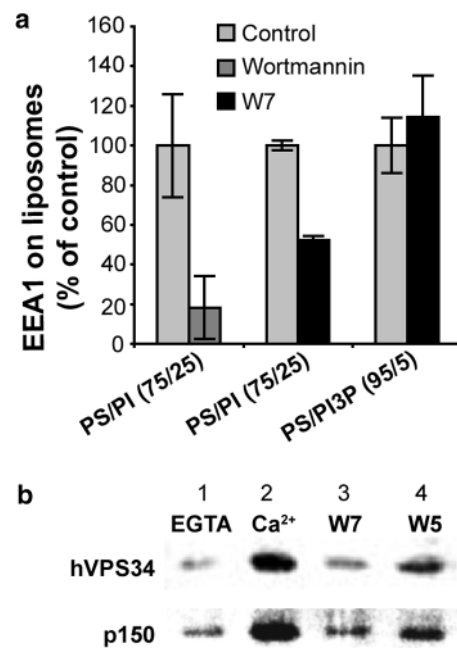 a
160
140
120
100
80
60
40
20
0
EEA1 on liposomes
(% of control)
Control
Wortmannin
W7
PS/PI (75/25)
PS/PI (75/25)
PS/PI3P (95/5)
b
1 2 3 4
EGTA Ca²⁺ W7 W5
hVPS34
p150